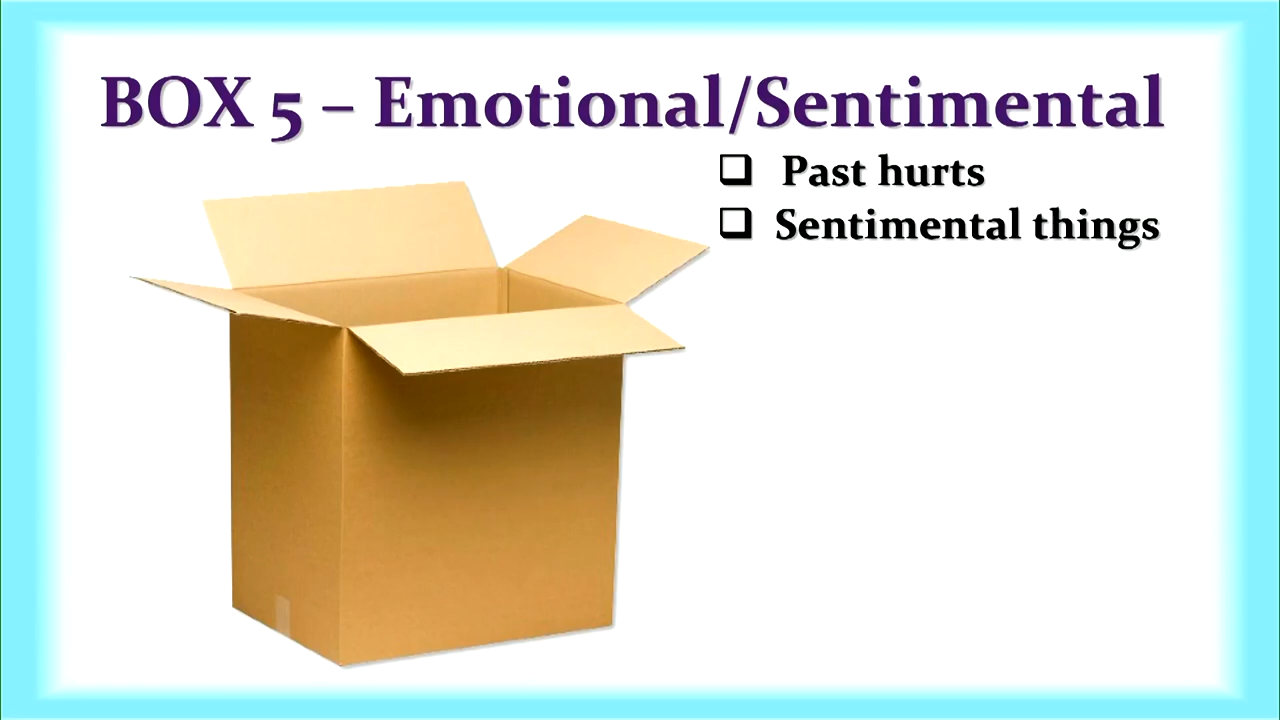 BOX 5 – Emotional/Sentimental
❑ Past hurts
❑ Sentimental things